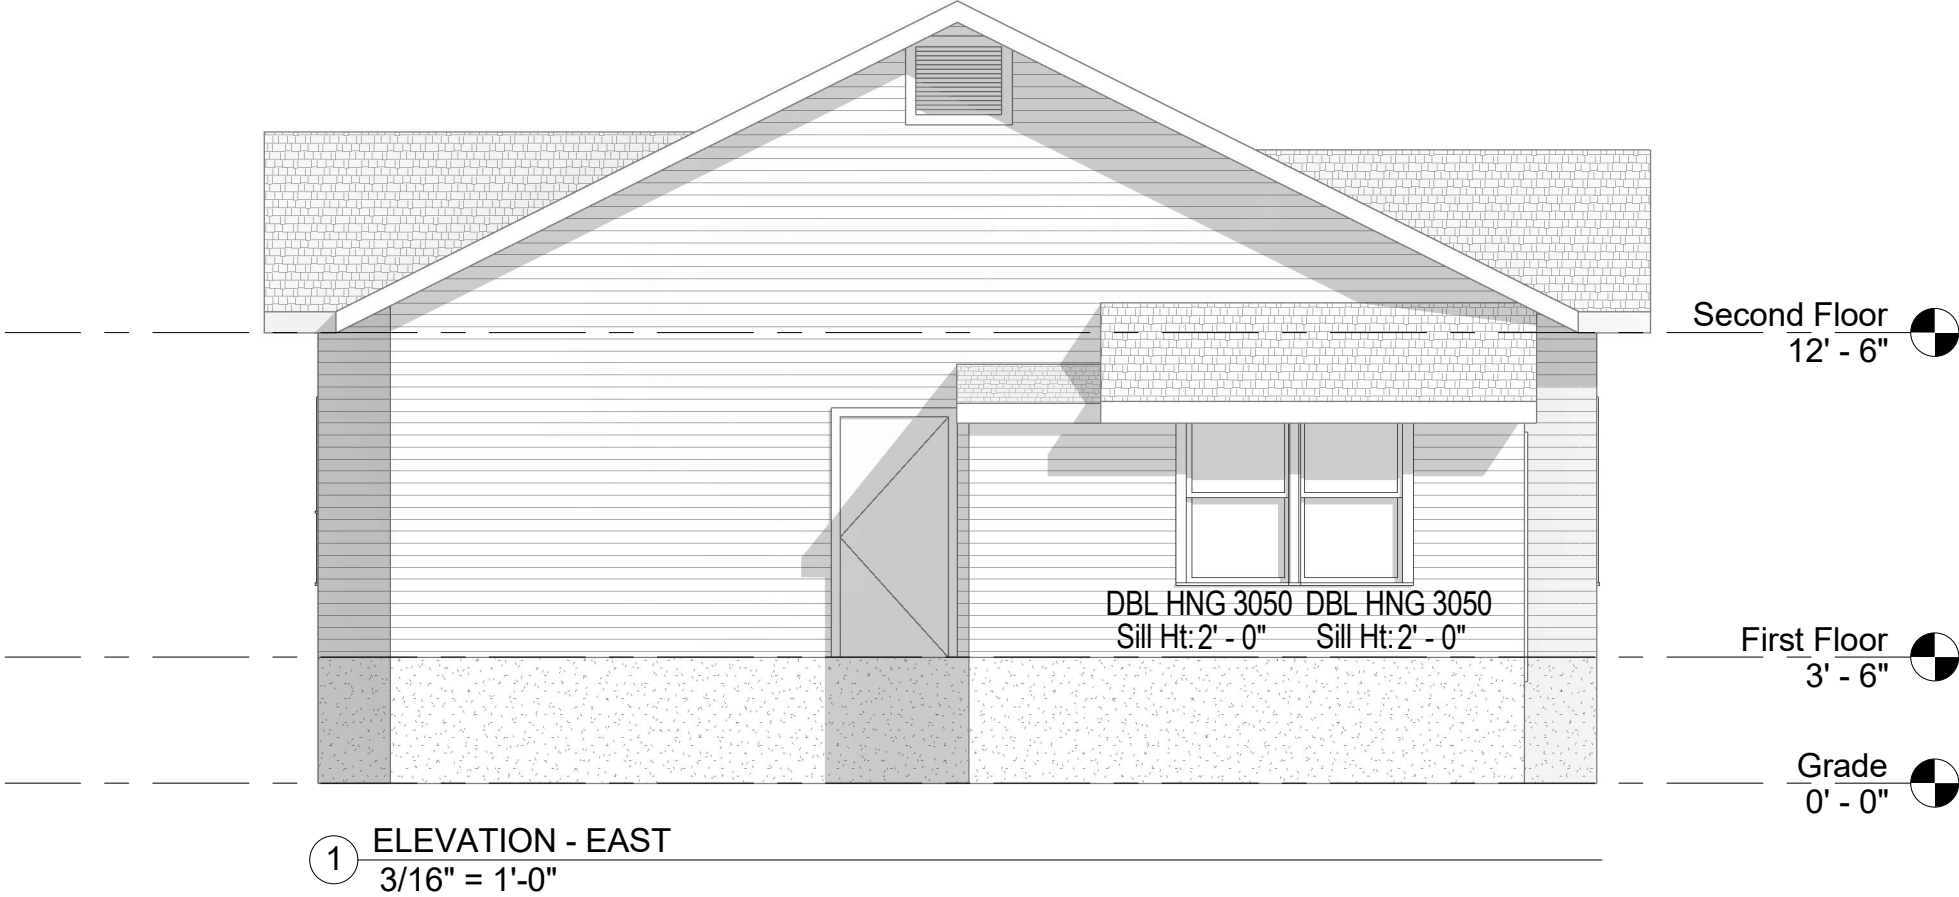 Second Floor
12' - 6"
DBL HNG 3050 DBL HNG 3050
Sill Ht: 2' - 0" Sill Ht: 2' - 0"
First Floor
3' - 6"
Grade
0' - 0"
1 ELEVATION - EAST
3/16" = 1'-0"